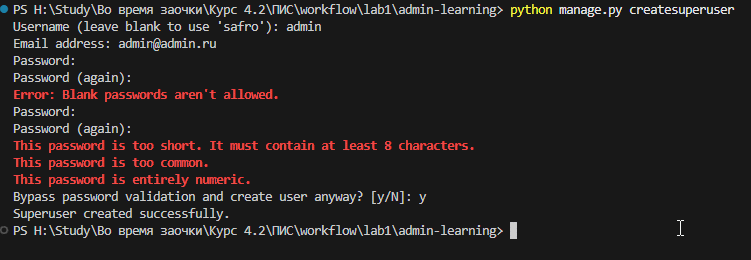 PS H:\Study\Во время заочки\Курс 4.2\ПИС\workflow\lab1\admin-learning> python manage.py createsuperuser
Username (leave blank to use 'safro'): admin
Email address: admin@admin.ru
Password:
Password (again):
Error: Blank passwords aren't allowed.
Password:
Password (again):
This password is too short. It must contain at least 8 characters.
This password is too common.
This password is entirely numeric.
Bypass password validation and create user anyway? [y/N]: y
Superuser created successfully.
PS H:\Study\Во время заочки\Курс 4.2\ПИС\workflow\lab1\admin-learning>